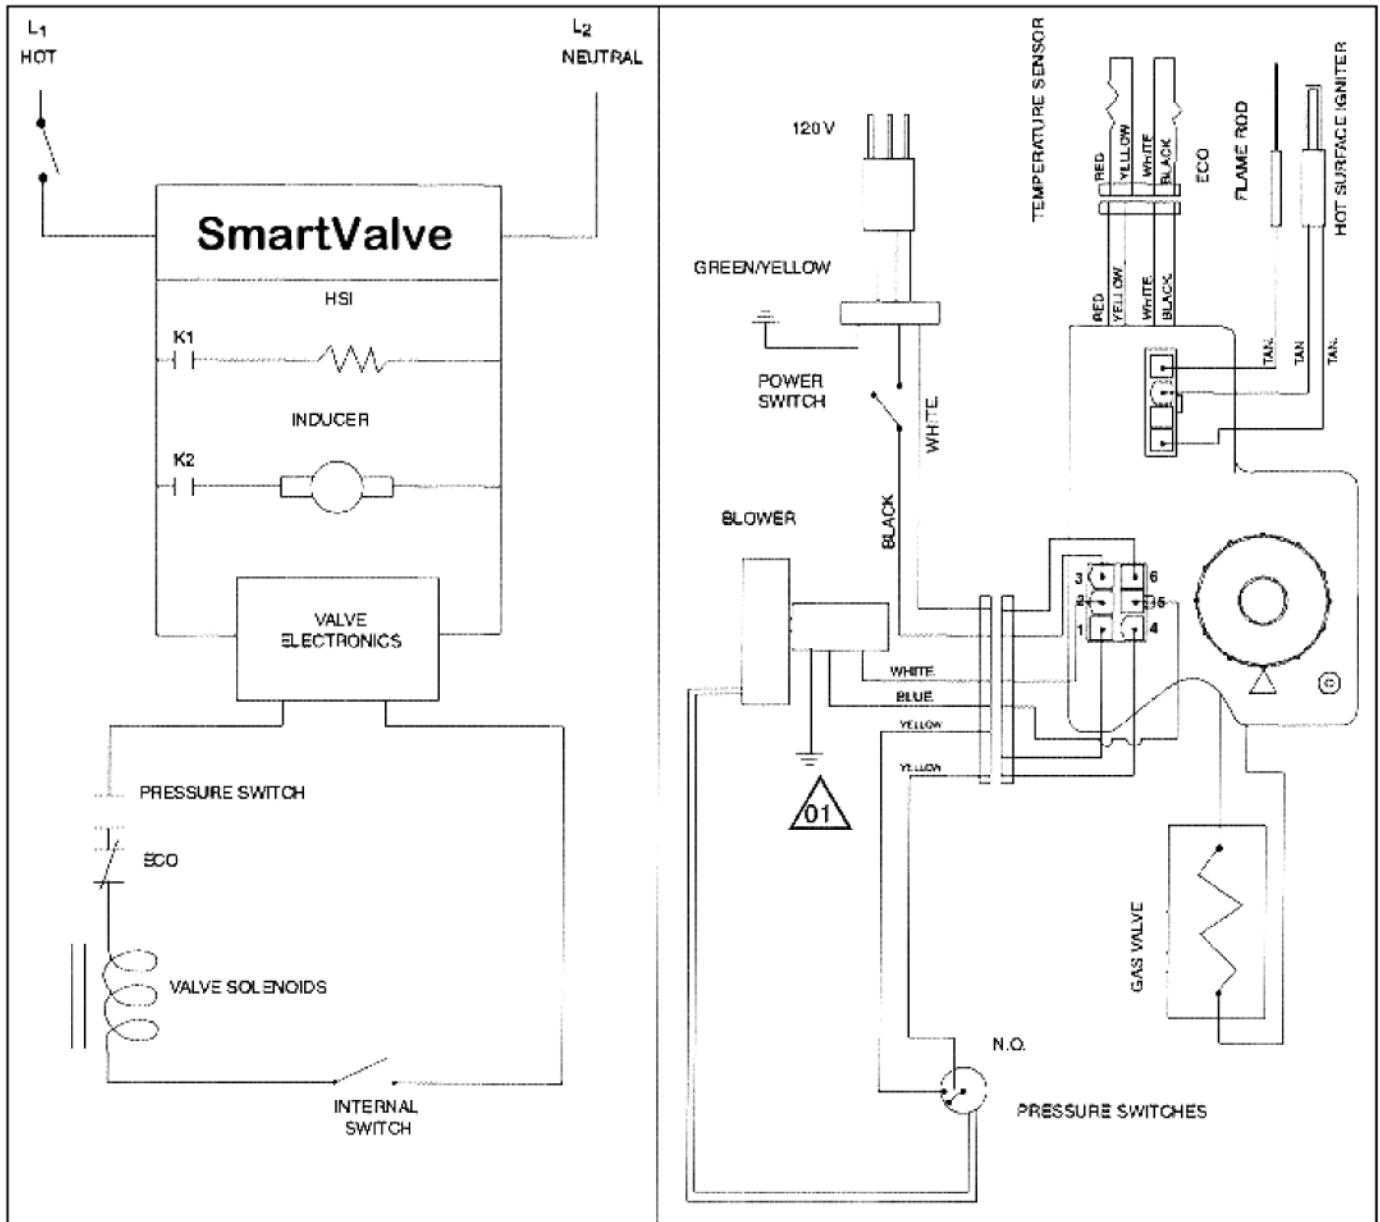 L1
HOT
L2
NEUTRAL
SmartValve
HSI
K1
INDUCER
K2
VALVE
ELECTRONICS
PRESSURE SWITCH
ECO
VALVE SOLENOIDS
INTERNAL
SWITCH
120 V
GREEN/YELLOW
POWER
SWITCH
WHITE
BLACK
BLOWER
WHITE
BLUE
YELLOW
YELLOW
01
N.O.
PRESSURE SWITCHES
TEMPERATURE SENSOR
RED
YELLOW
WHITE
BLACK
ECO
FLAME ROD
HOT SURFACE IGNITER
RED
YELLOW
WHITE
BLACK
TAN
TAN
TAN
3
6
2
5
1
4
GAS VALVE